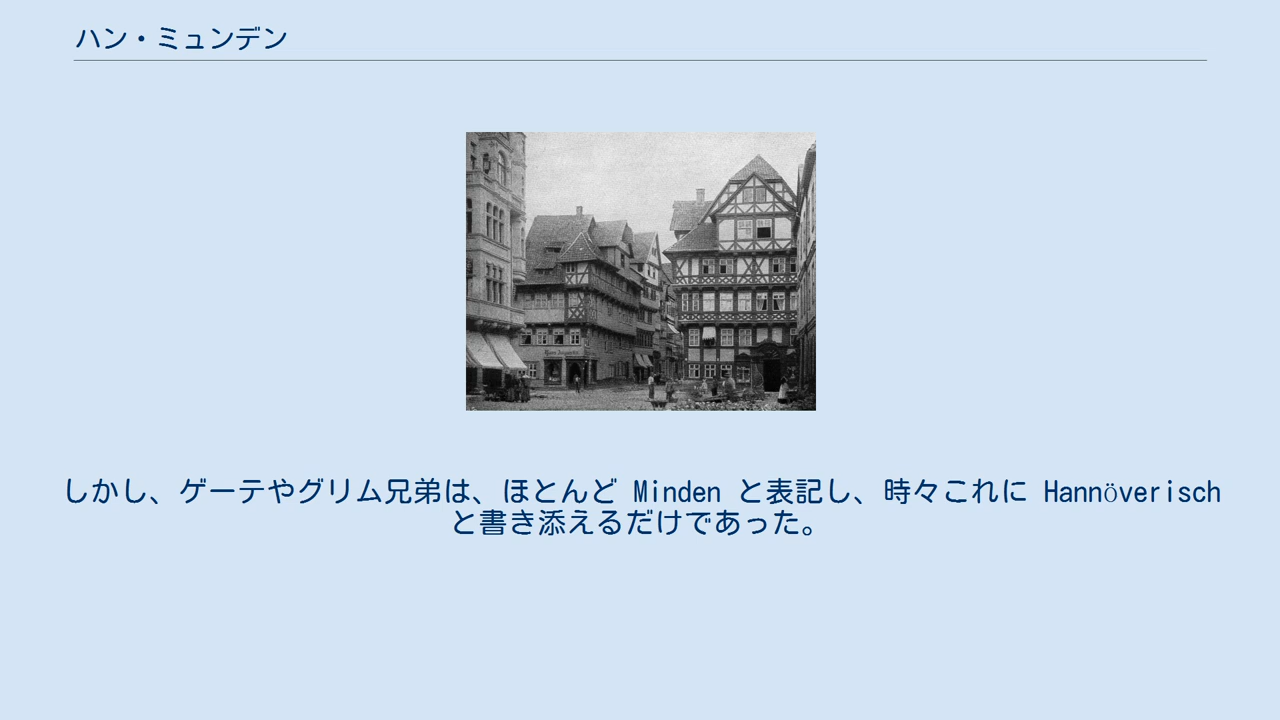 ハン・ミュンデン
しかし、ゲーテやグリム兄弟は、ほとんど Minden と表記し、時々これに Hannöverisch
と書き添えるだけであった。